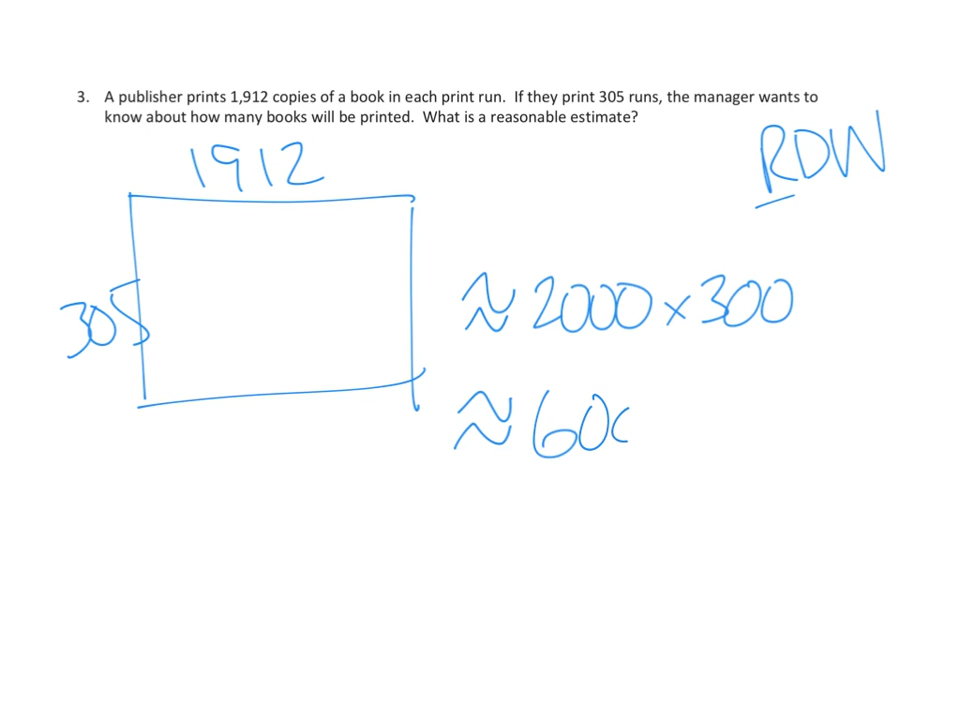 3. A publisher prints 1,912 copies of a book in each print run. If they print 305 runs, the manager wants to
know about how many books will be printed. What is a reasonable estimate?
RDW
1912
305
≈ 2000 × 300
≈ 60